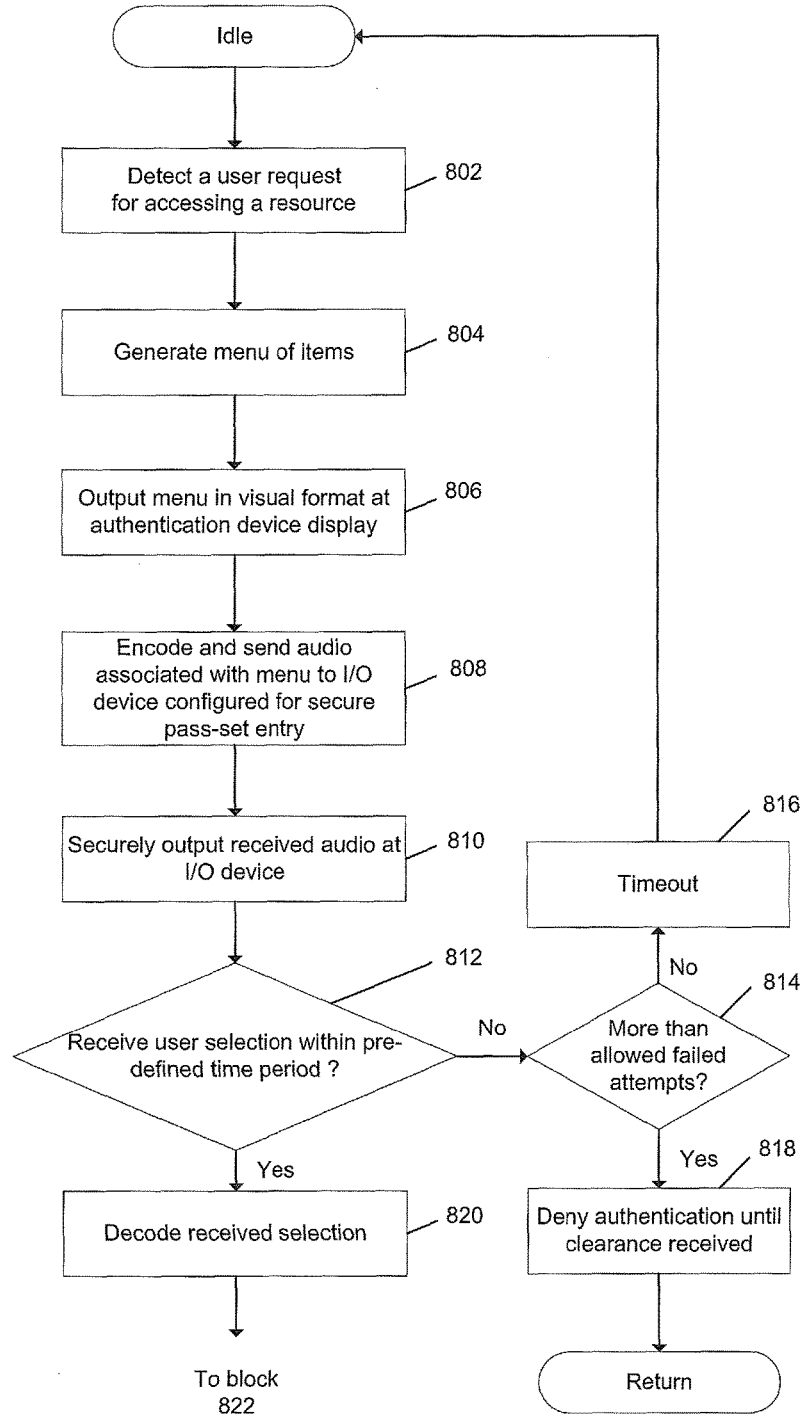 Idle
Detect a user request
for accessing a resource
802
Generate menu of items
804
Output menu in visual format at
authentication device display
806
Encode and send audio
associated with menu to I/O
device configured for secure
pass-set entry
808
Securely output received audio at
I/O device
810
816
Timeout
812
Receive user selection within pre-
defined time period ?
No
No
814
More than
allowed failed
attempts?
Yes
Yes
818
Decode received selection
820
Deny authentication until
clearance received
To block
822
Return